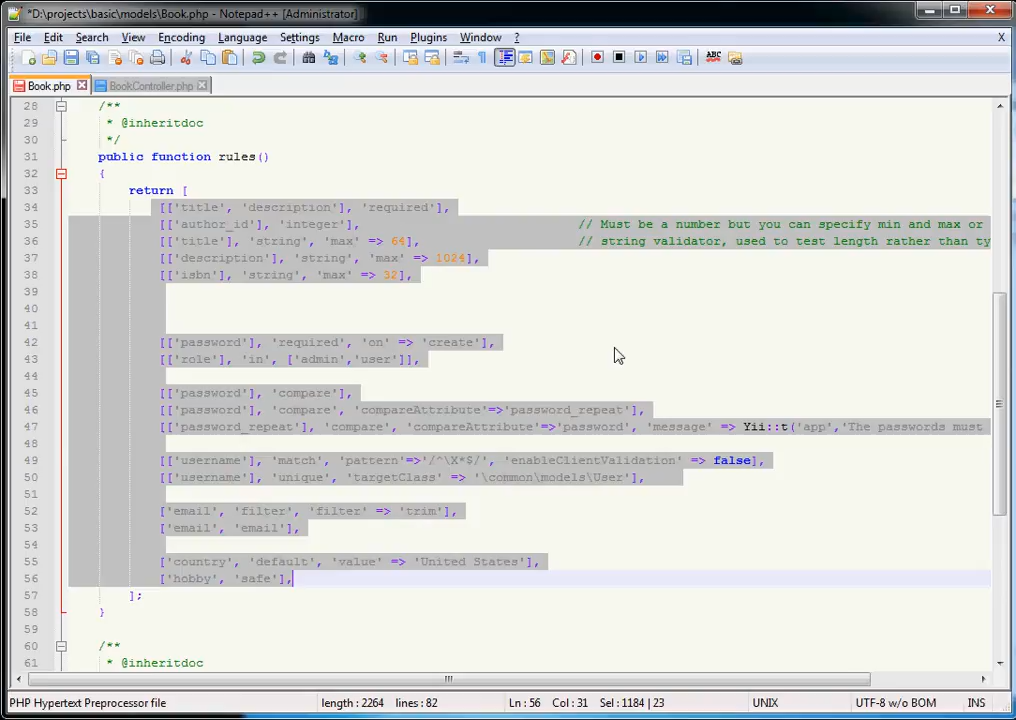 *D:\projects\basic\models\Book.php - Notepad++ [Administrator]
File Edit Search View Encoding Language Settings Macro Run Plugins Window ? X
Book.php BookController.php
28 /**
29 * @inheritdoc
30 */
31 public function rules()
32 {
33 return [
34 [['title', 'description'], 'required'],
35 [['author_id'], 'integer'], // Must be a number but you can specify min and max or
36 [['title'], 'string', 'max' => 64], // string validator, used to test length rather than ty
37 [['description'], 'string', 'max' => 1024],
38 [['isbn'], 'string', 'max' => 32],
39
40
41
42 [['password'], 'required', 'on' => 'create'],
43 [['role'], 'in', ['admin','user']],
44
45 [['password'], 'compare'],
46 [['password'], 'compare', 'compareAttribute'=>'password_repeat'],
47 [['password_repeat'], 'compare', 'compareAttribute'=>'password', 'message' => Yii::t('app','The passwords must
48
49 [['username'], 'match', 'pattern'=>'/^\X*$/', 'enableClientValidation' => false],
50 [['username'], 'unique', 'targetClass' => '\common\models\User'],
51
52 ['email', 'filter', 'filter' => 'trim'],
53 ['email', 'email'],
54
55 ['country', 'default', 'value' => 'United States'],
56 ['hobby', 'safe'],
57 ];
58 }
59
60 /**
61 * @inheritdoc
PHP Hypertext Preprocessor file length : 2264 lines : 82 Ln : 56 Col : 31 Sel : 1184 | 23 UNIX UTF-8 w/o BOM INS